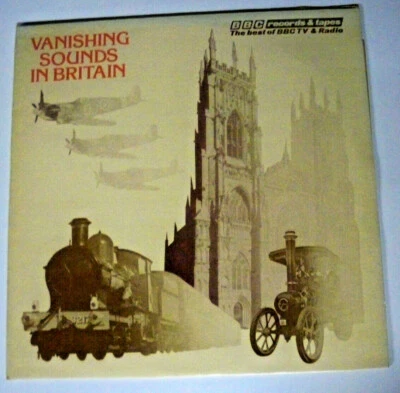 VANISHING
SOUNDS
IN BRITAIN
BBC records & tapes
The best of BBC TV & Radio